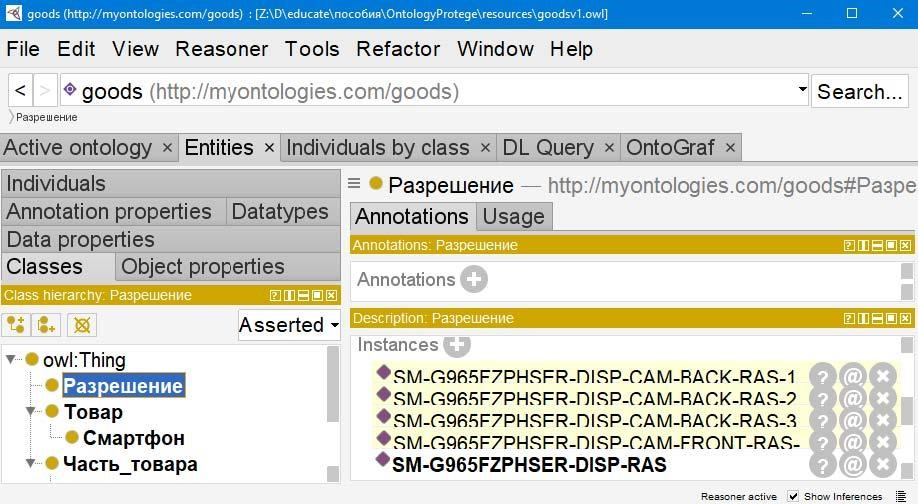 goods (http://myontologies.com/goods) : [Z:\D\educate\пособия\OntologyProtege\resources\goodsv1.owl]
File Edit View Reasoner Tools Refactor Window Help
< > goods (http://myontologies.com/goods) Search...
Разрешение
Active ontology × Entities × Individuals by class × DL Query × OntoGraf ×
Individuals
Annotation properties Datatypes
Data properties
Classes Object properties
Class hierarchy: Разрешение
Asserted
owl:Thing
Разрешение
Товар
Смартфон
Часть_товара
Разрешение — http://myontologies.com/goods#Разре
Annotations Usage
Annotations: Разрешение
Annotations
Description: Разрешение
Instances
SM-G965FZPHSER-DISP-CAM-BACK-RAS-1 ? @ ×
SM-G965FZPHSER-DISP-CAM-BACK-RAS-2 ? @ ×
SM-G965FZPHSER-DISP-CAM-BACK-RAS-3 ? @ ×
SM-G965FZPHSER-DISP-CAM-FRONT-RAS- ? @ ×
SM-G965FZPHSER-DISP-RAS ? @ ×
Reasoner active Show Inferences